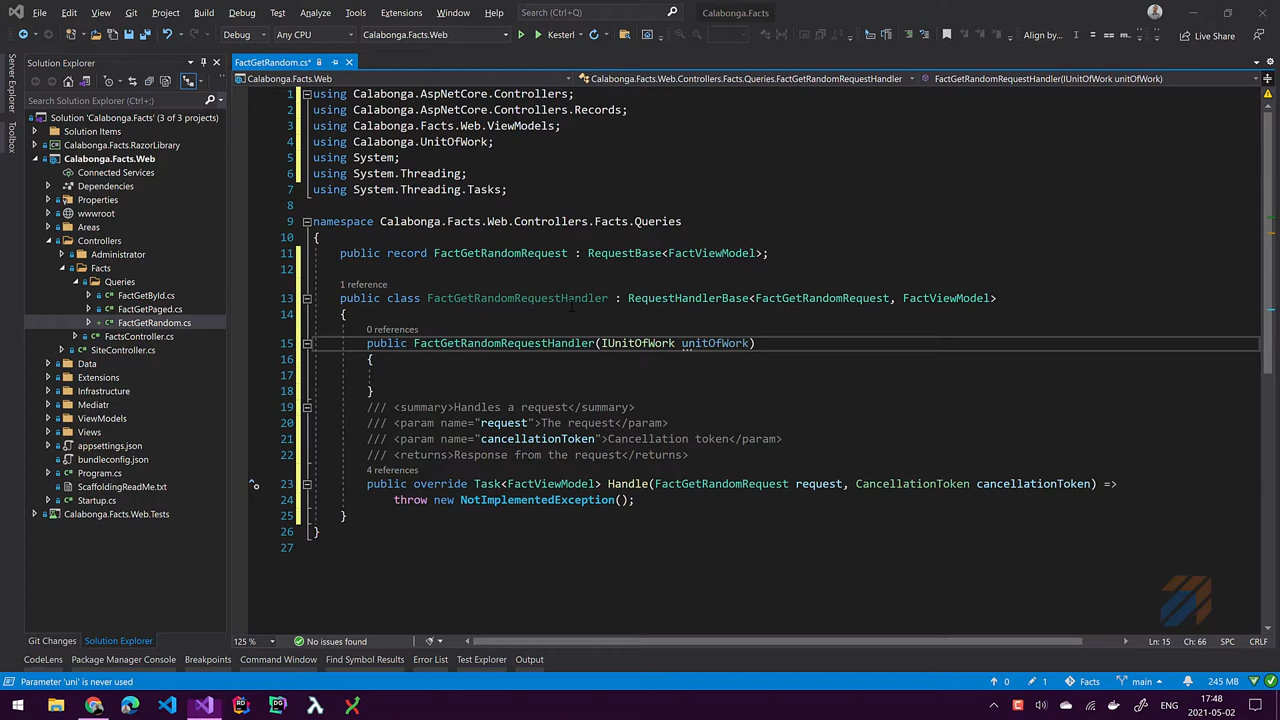 File Edit View Git Project Build Debug Test Analyze Tools Extensions Window Help Search (Ctrl+Q) Calabonga.Facts
Debug Any CPU Calabonga.Facts.Web Kestrel Align by... Live Share
Server Explorer
Toolbox
Solution Explorer
Search Solution Explorer (Ctrl+;)
Solution 'Calabonga.Facts' (3 of 3 projects)
Solution Items
Calabonga.Facts.RazorLibrary
Calabonga.Facts.Web
Connected Services
Dependencies
Properties
wwwroot
Areas
Controllers
Administrator
Facts
Queries
FactGetById.cs
FactGetPaged.cs
FactGetRandom.cs
FactsController.cs
SiteController.cs
Data
Extensions
Infrastructure
Mediatr
ViewModels
Views
appsettings.json
bundleconfig.json
Program.cs
ScaffoldingReadMe.txt
Startup.cs
Calabonga.Facts.Web.Tests
Git Changes Solution Explorer
FactGetRandom.cs*
Calabonga.Facts.Web Calabonga.Facts.Web.Controllers.Facts.Queries.FactGetRandomRequestHandler FactGetRandomRequestHandler(IUnitOfWork unitOfWork)
1 using Calabonga.AspNetCore.Controllers;
2 using Calabonga.AspNetCore.Controllers.Records;
3 using Calabonga.Facts.Web.ViewModels;
4 using Calabonga.UnitOfWork;
5 using System;
6 using System.Threading;
7 using System.Threading.Tasks;
8
9 namespace Calabonga.Facts.Web.Controllers.Facts.Queries
10 {
11 public record FactGetRandomRequest : RequestBase<FactViewModel>;
12
1 reference
13 public class FactGetRandomRequestHandler : RequestHandlerBase<FactGetRandomRequest, FactViewModel>
14 {
0 references
15 public FactGetRandomRequestHandler(IUnitOfWork unitOfWork)
16 {
17
18 }
19 /// <summary>Handles a request</summary>
20 /// <param name="request">The request</param>
21 /// <param name="cancellationToken">Cancellation token</param>
22 /// <returns>Response from the request</returns>
4 references
23 public override Task<FactViewModel> Handle(FactGetRandomRequest request, CancellationToken cancellationToken) =>
24 throw new NotImplementedException();
25 }
26 }
27
125 % No issues found Ln: 15 Ch: 66 SPC CRLF
CodeLens Package Manager Console Breakpoints Command Window Find Symbol Results Error List Test Explorer Output
Parameter 'uni' is never used 0 1 Facts main 245 MB
RD DG ENG 17:48
2021-05-02